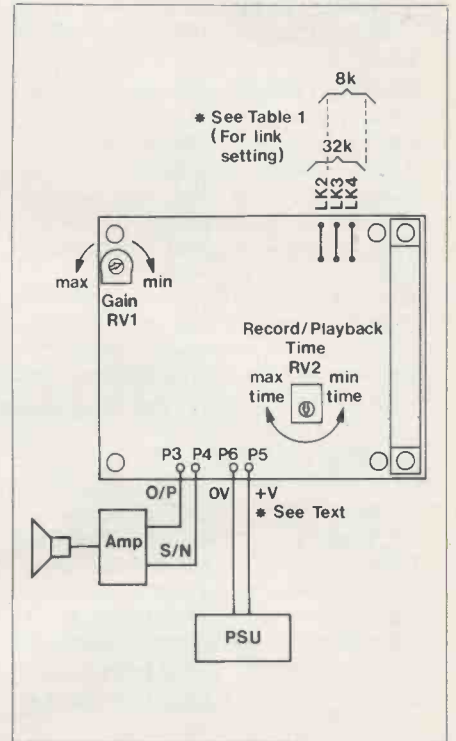 8k
* See Table 1
(For link
setting)
32k
LK2
LK3
LK4
max
min
Gain
RV1
Record/Playback
Time
RV2
max
time
min
time
P3 P4 P6 P5
O/P
0V
+V
* See Text
Amp
S/N
PSU